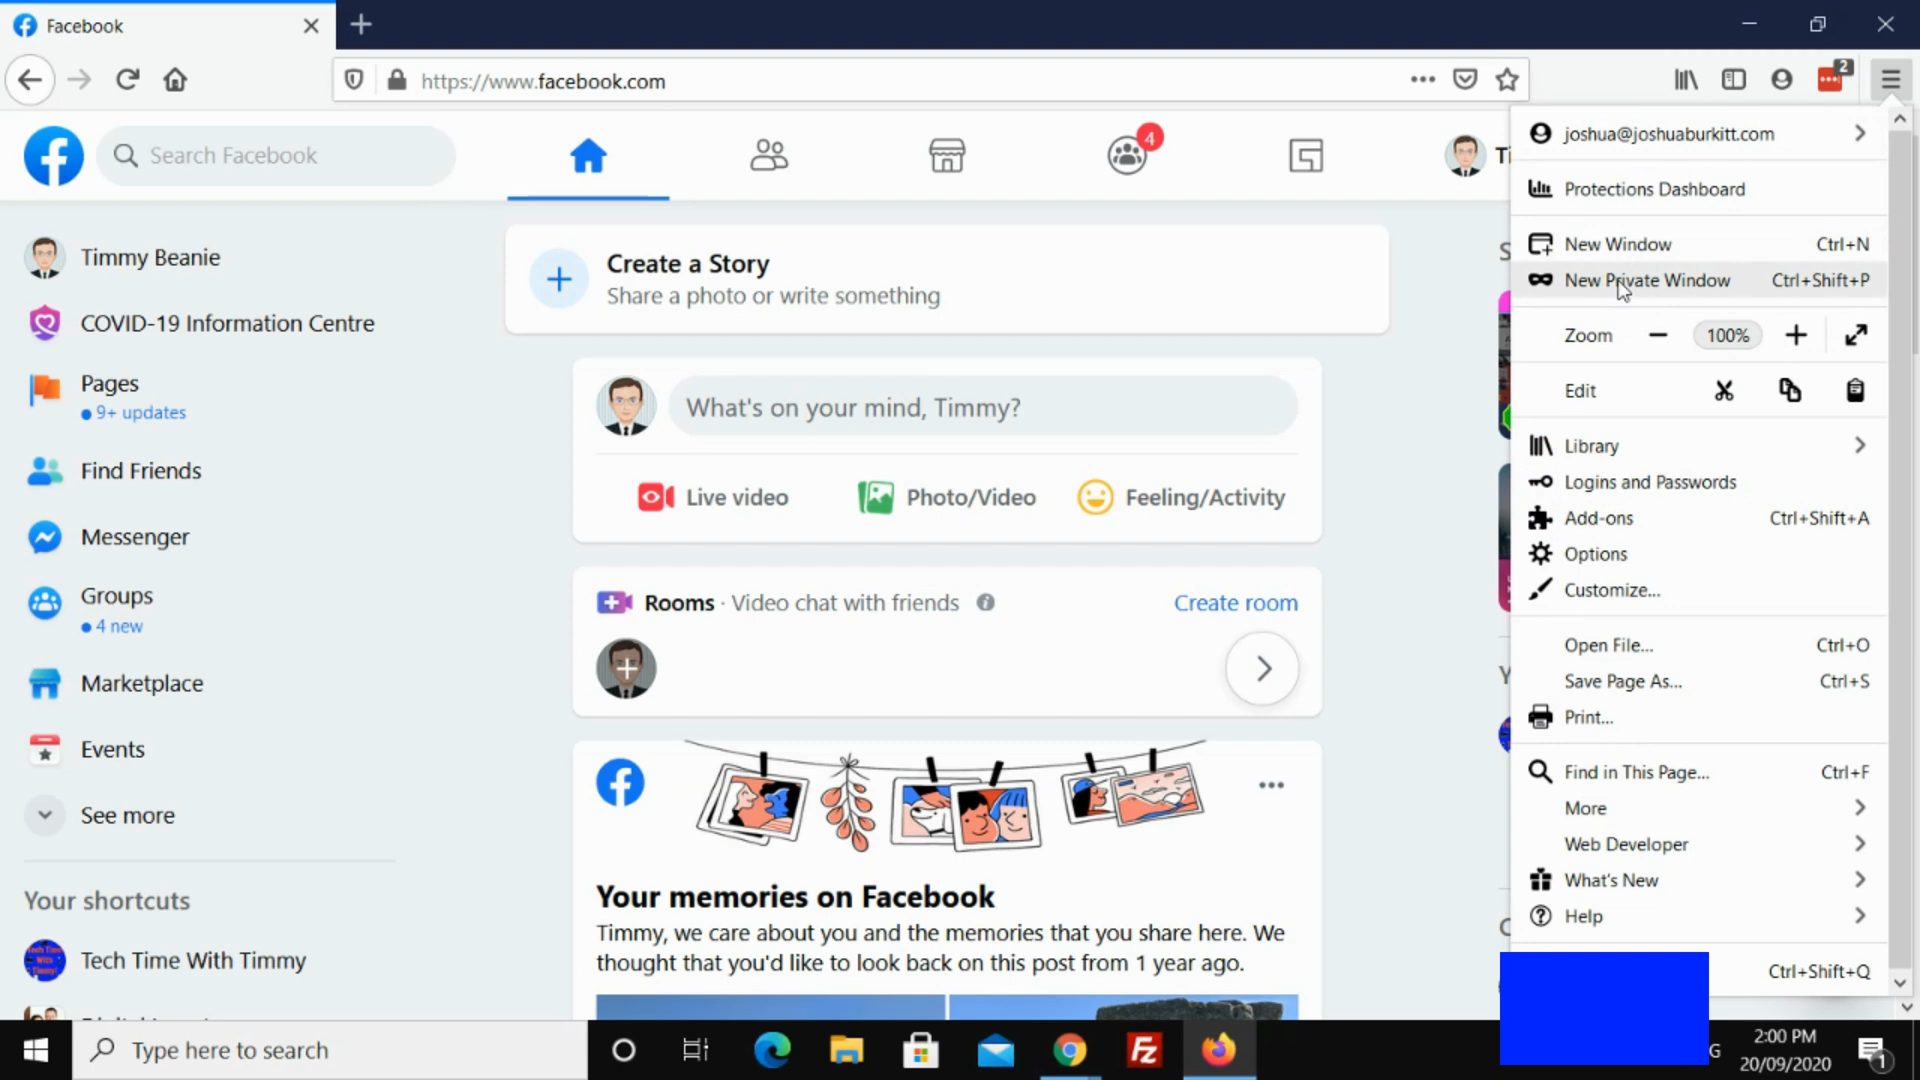 Facebook
https://www.facebook.com
2
Search Facebook
4
joshua@joshuaburkitt.com
Protections Dashboard
New Window Ctrl+N
New Private Window Ctrl+Shift+P
Zoom 100%
Edit
Library
Logins and Passwords
Add-ons Ctrl+Shift+A
Options
Customize...
Open File... Ctrl+O
Save Page As... Ctrl+S
Print...
Find in This Page... Ctrl+F
More
Web Developer
What's New
Help
Ctrl+Shift+Q
Timmy Beanie
COVID-19 Information Centre
Pages
9+ updates
Find Friends
Messenger
Groups
4 new
Marketplace
Events
See more
Your shortcuts
Tech Time With Timmy
Create a Story
Share a photo or write something
What's on your mind, Timmy?
Live video Photo/Video Feeling/Activity
Rooms · Video chat with friends Create room
Your memories on Facebook
Timmy, we care about you and the memories that you share here. We
thought that you'd like to look back on this post from 1 year ago.
Type here to search
Fz
G
2:00 PM
20/09/2020
1